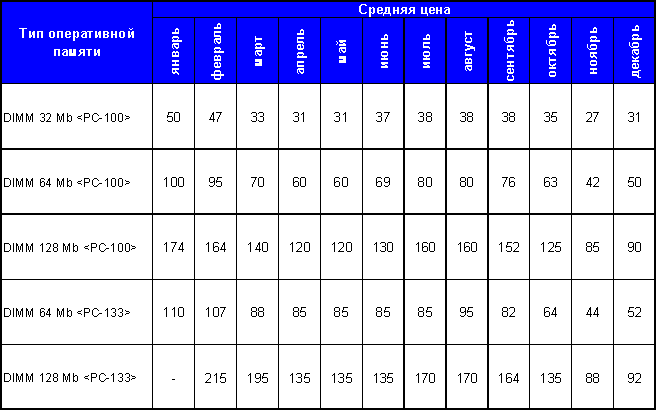 Тип оперативной памяти Средняя цена
январь февраль март апрель май июнь июль август сентябрь октябрь ноябрь декабрь
DIMM 32 Mb <PC-100> 50 47 33 31 31 37 38 38 38 35 27 31
DIMM 64 Mb <PC-100> 100 95 70 60 60 69 80 80 76 63 42 50
DIMM 128 Mb <PC-100> 174 164 140 120 120 130 160 160 152 125 85 90
DIMM 64 Mb <PC-133> 110 107 88 85 85 85 85 95 82 64 44 52
DIMM 128 Mb <PC-133> - 215 195 135 135 135 170 170 164 135 88 92